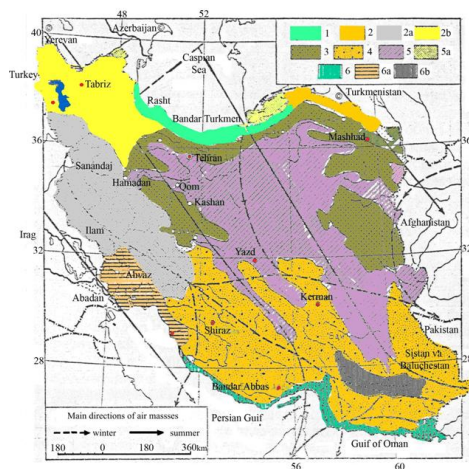 48
52
40
Azerbaijan
Yerevan
Caspian
Sea
1
2
2a
2b
3
4
5
5a
6
6a
6b
Turkey
Tabriz
Rasht
Bandar Turkmen
Turkmenistan
36
36
Mashhad
Tehran
Sanandaj
Hamadan
Qom
Kashan
Afghanistan
Ilam
Iraq
32
32
Ahvaz
Yazd
Abadan
Kerman
Pakistan
Shiraz
Sistan va
Baluchestan
28
28
Bandar Abbas
Main directions of air massses
winter
summer
Persian Guif
Guif of Oman
180
0
180
360km
56
60